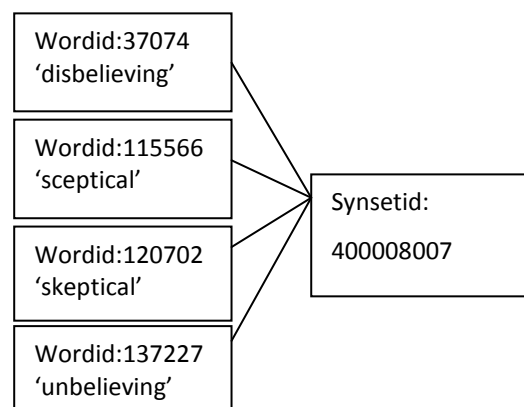 Wordid:37074
‘disbelieving’
Wordid:115566
‘sceptical’
Wordid:120702
‘skeptical’
Wordid:137227
‘unbelieving’
Synsetid:
400008007